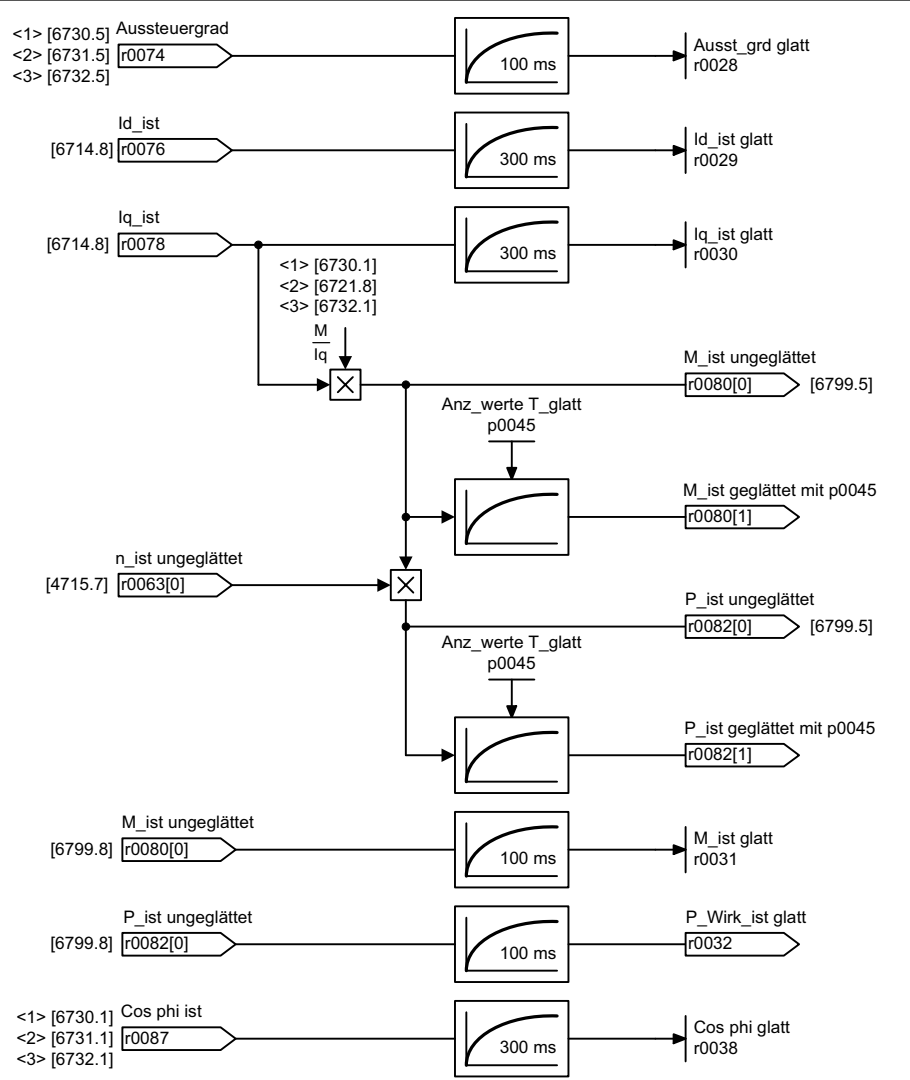 <1> [6730.5]
<2> [6731.5]
<3> [6732.5]
Aussteuergrad
r0074
100 ms
Ausst_grd glatt
r0028
Id_ist
[6714.8]
r0076
300 ms
Id_ist glatt
r0029
Iq_ist
[6714.8]
r0078
300 ms
Iq_ist glatt
r0030
<1> [6730.1]
<2> [6721.8]
<3> [6732.1]
M
Iq
M_ist ungeglättet
r0080[0]
[6799.5]
Anz_werte T_glatt
p0045
M_ist geglättet mit p0045
r0080[1]
n_ist ungeglättet
[4715.7]
r0063[0]
P_ist ungeglättet
r0082[0]
[6799.5]
Anz_werte T_glatt
p0045
P_ist geglättet mit p0045
r0082[1]
M_ist ungeglättet
[6799.8]
r0080[0]
100 ms
M_ist glatt
r0031
P_ist ungeglättet
[6799.8]
r0082[0]
100 ms
P_Wirk_ist glatt
r0032
<1> [6730.1]
<2> [6731.1]
<3> [6732.1]
Cos phi ist
r0087
300 ms
Cos phi glatt
r0038